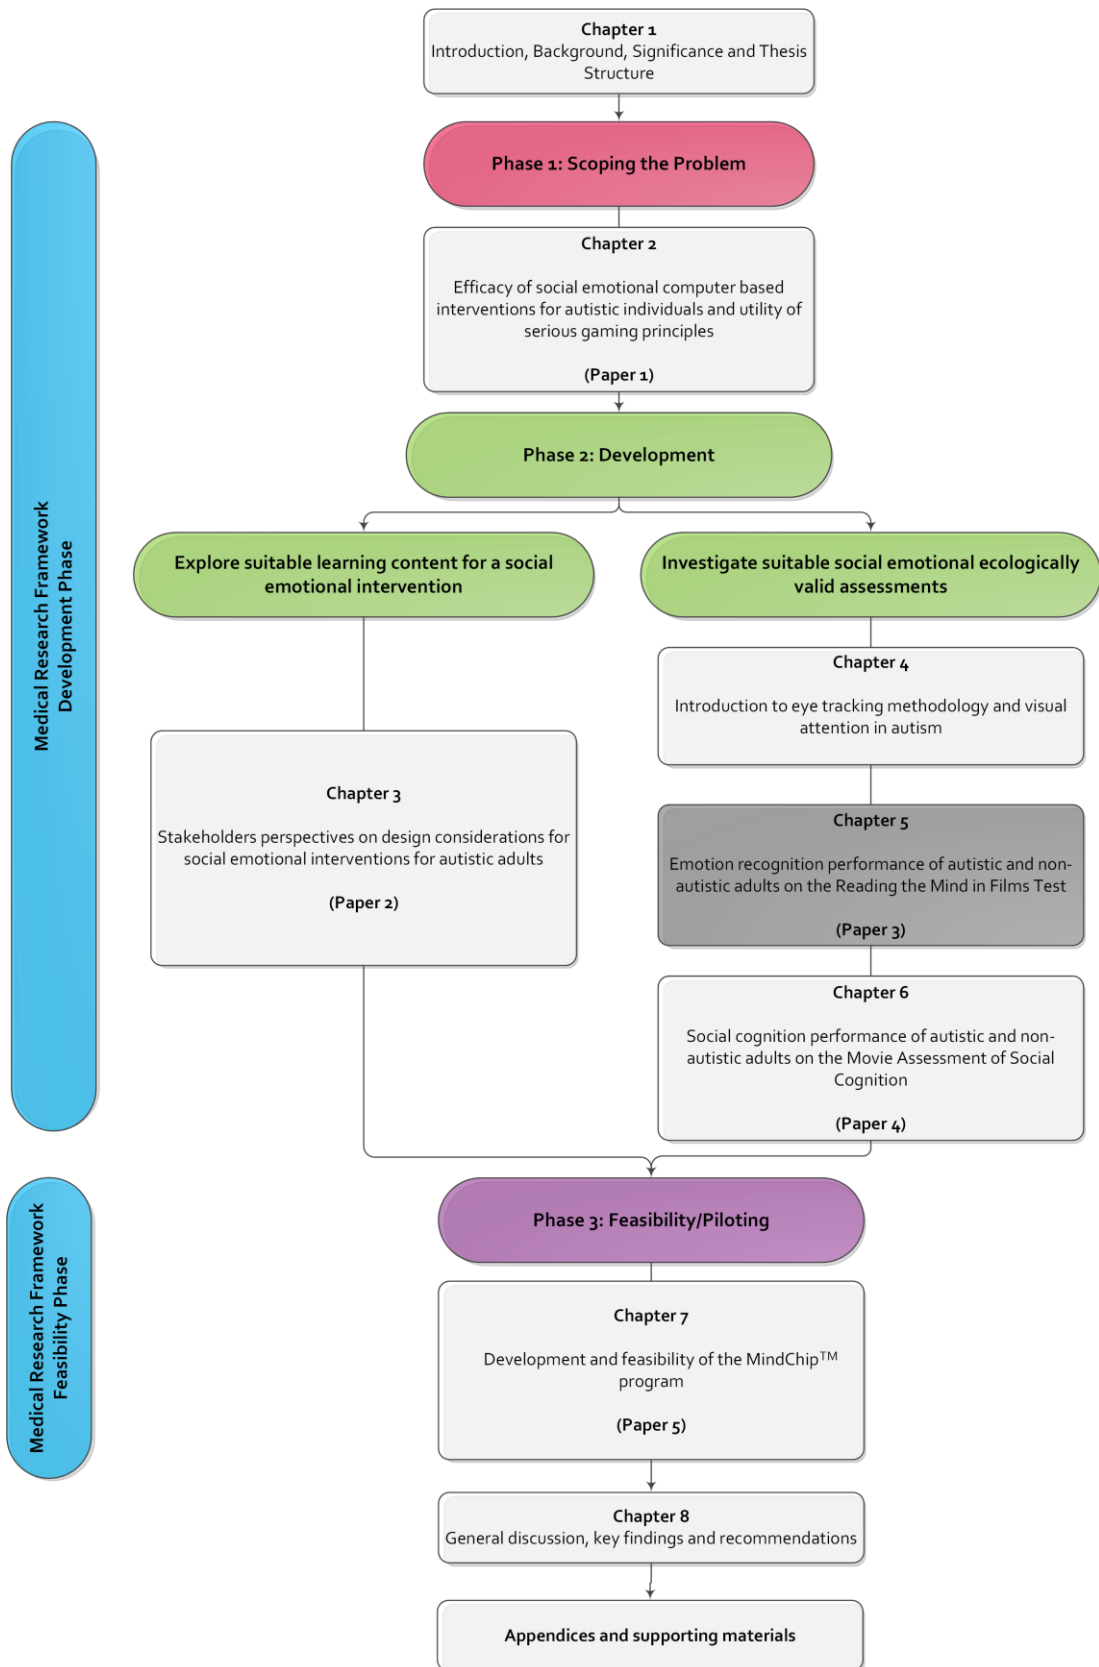 Chapter 1
Introduction, Background, Significance and Thesis
Structure
Phase 1: Scoping the Problem
Chapter 2
Efficacy of social emotional computer based
interventions for autistic individuals and utility of
serious gaming principles
(Paper 1)
Phase 2: Development
Explore suitable learning content for a social
emotional intervention
Investigate suitable social emotional ecologically
valid assessments
Chapter 3
Stakeholders perspectives on design considerations for
social emotional interventions for autistic adults
(Paper 2)
Chapter 4
Introduction to eye tracking methodology and visual
attention in autism
Chapter 5
Emotion recognition performance of autistic and non-
autistic adults on the Reading the Mind in Films Test
(Paper 3)
Chapter 6
Social cognition performance of autistic and non-
autistic adults on the Movie Assessment of Social
Cognition
(Paper 4)
Medical Research Framework
Development Phase
Phase 3: Feasibility/Piloting
Chapter 7
Development and feasibility of the MindChip™
program
(Paper 5)
Medical Research Framework
Feasibility Phase
Chapter 8
General discussion, key findings and recommendations
Appendices and supporting materials